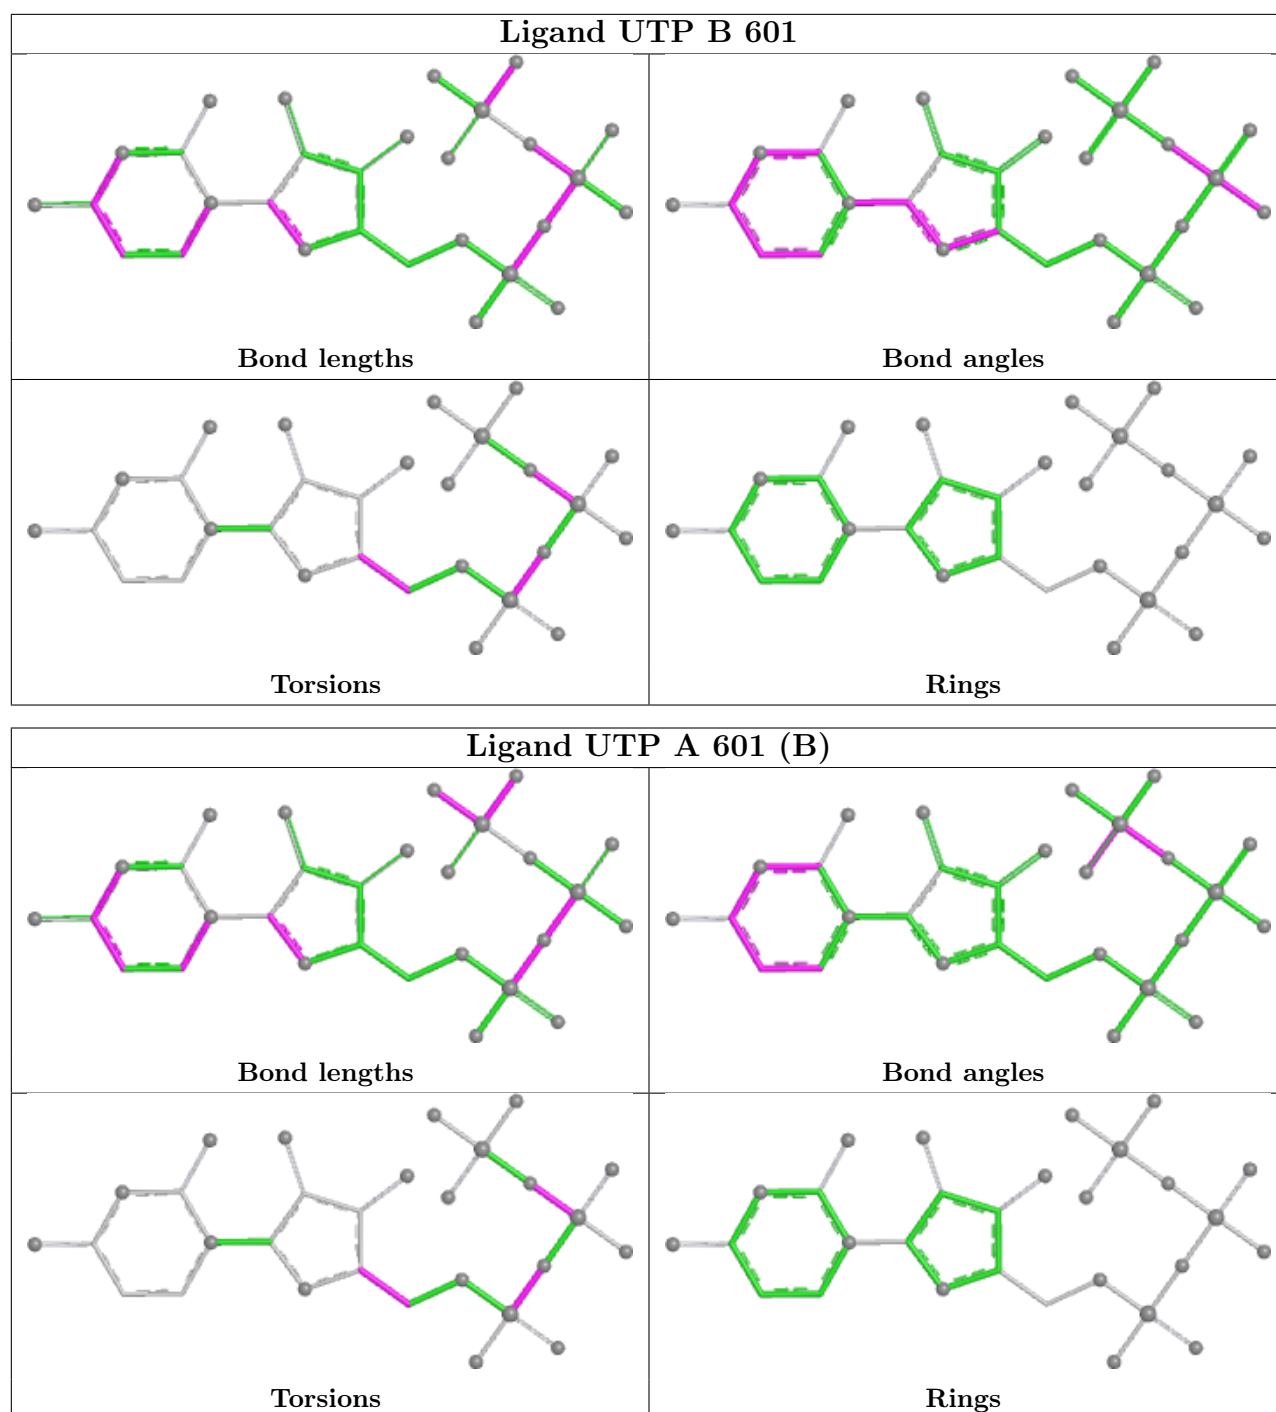 Ligand UTP B 601
Bond lengths
Bond angles
Torsions
Rings
Ligand UTP A 601 (B)
Bond lengths
Bond angles
Torsions
Rings